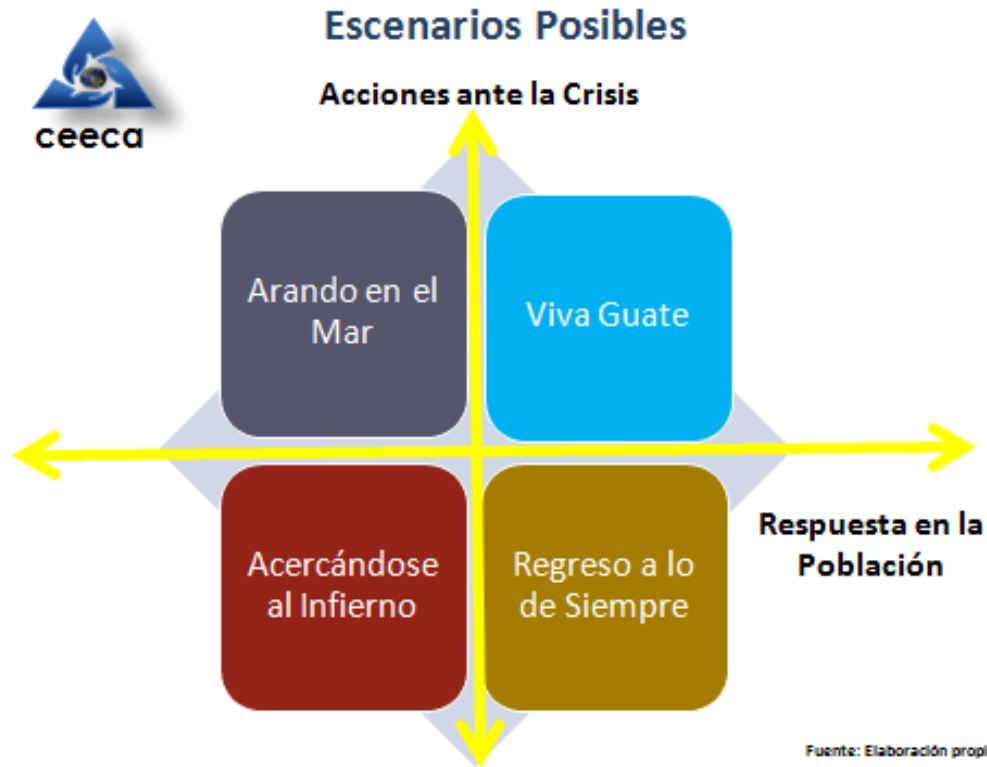 Escenarios Posibles
ceeca
Acciones ante la Crisis
Arando en el
Mar
Viva Guate
Respuesta en la
Población
Acercándose
al Infierno
Regreso a lo
de Siempre
Fuente: Elaboración propi